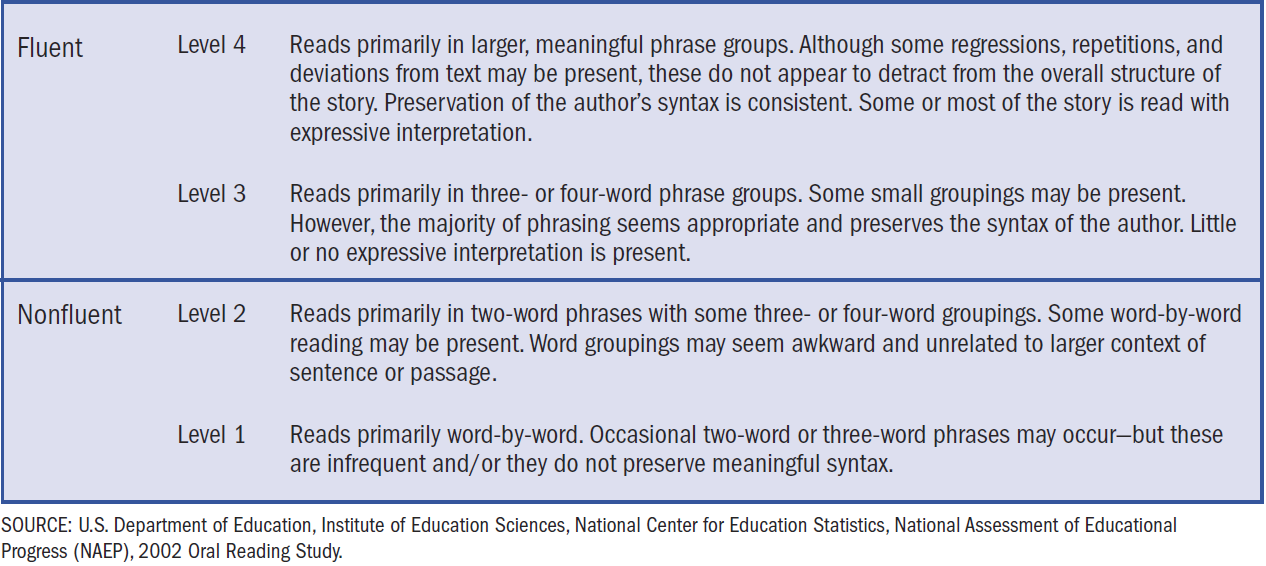 Fluent Level 4 Reads primarily in larger, meaningful phrase groups. Although some regressions, repetitions, and
deviations from text may be present, these do not appear to detract from the overall structure of
the story. Preservation of the author’s syntax is consistent. Some or most of the story is read with
expressive interpretation.
Level 3 Reads primarily in three- or four-word phrase groups. Some small groupings may be present.
However, the majority of phrasing seems appropriate and preserves the syntax of the author. Little
or no expressive interpretation is present.
Nonfluent Level 2 Reads primarily in two-word phrases with some three- or four-word groupings. Some word-by-word
reading may be present. Word groupings may seem awkward and unrelated to larger context of
sentence or passage.
Level 1 Reads primarily word-by-word. Occasional two-word or three-word phrases may occur—but these
are infrequent and/or they do not preserve meaningful syntax.
SOURCE: U.S. Department of Education, Institute of Education Sciences, National Center for Education Statistics, National Assessment of Educational
Progress (NAEP), 2002 Oral Reading Study.